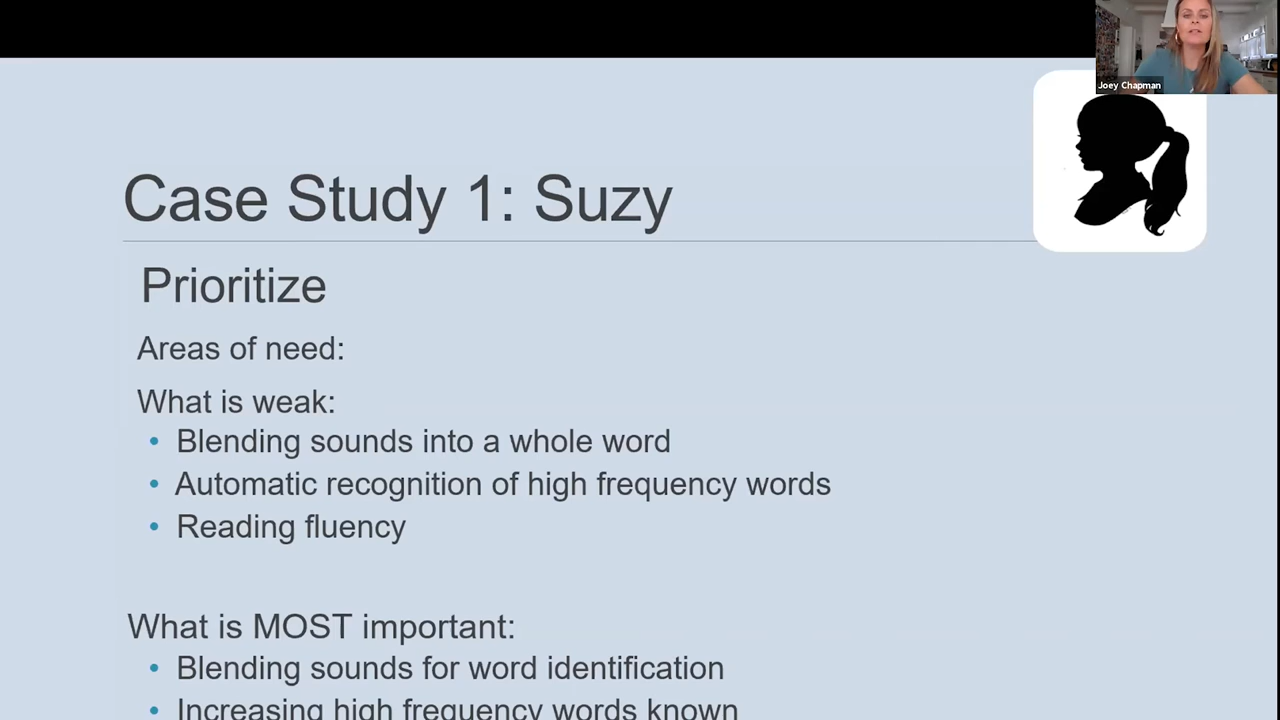 Joey Chapman
Case Study 1: Suzy
Prioritize
Areas of need:
What is weak:
• Blending sounds into a whole word
• Automatic recognition of high frequency words
• Reading fluency
What is MOST important:
• Blending sounds for word identification
• Increasing high frequency words known